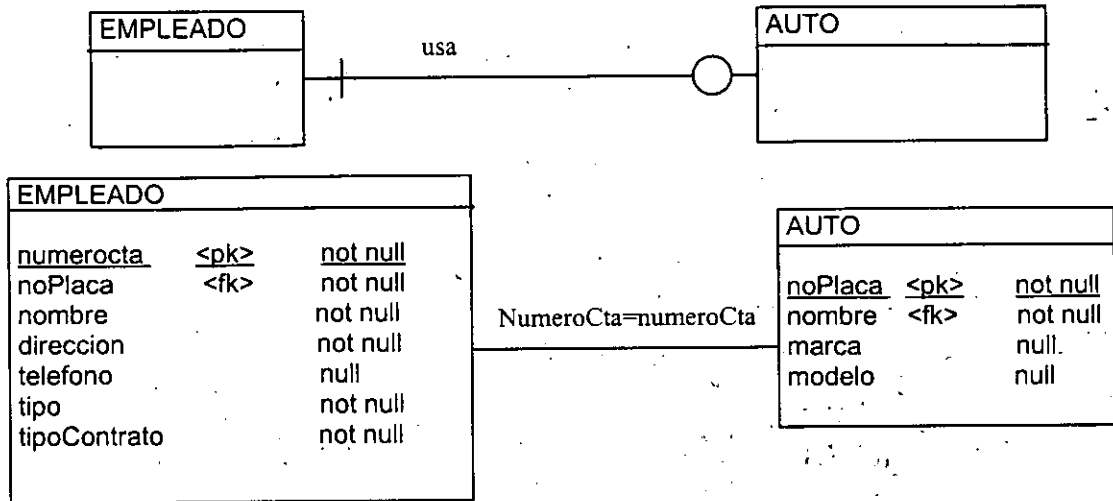 EMPLEADO
usa
AUTO
EMPLEADO
numerocta <pk> not null
noPlaca <fk> not null
nombre not null
direccion not null
telefono null
tipo not null
tipoContrato not null
NumeroCta=numeroCta
AUTO
noPlaca <pk> not null
nombre <fk> not null
marca null
modelo null